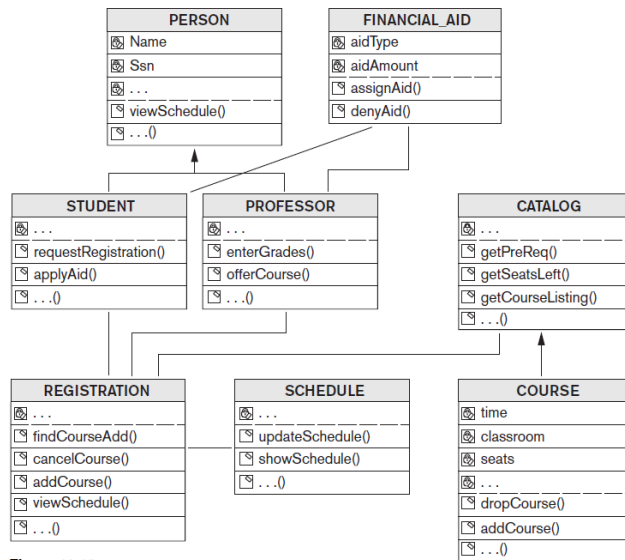 PERSON
Name
Ssn
. . .
viewSchedule()
. . .()
FINANCIAL_AID
aidType
aidAmount
assignAid()
denyAid()
STUDENT
. . .
requestRegistration()
applyAid()
. . .()
PROFESSOR
. . .
enterGrades()
offerCourse()
. . .()
CATALOG
. . .
getPreReq()
getSeatsLeft()
getCourseListing()
. . .()
REGISTRATION
. . .
findCourseAdd()
cancelCourse()
addCourse()
viewSchedule()
. . .()
SCHEDULE
. . .
updateSchedule()
showSchedule()
. . .()
COURSE
time
classroom
seats
. . .
dropCourse()
addCourse()
. . .()